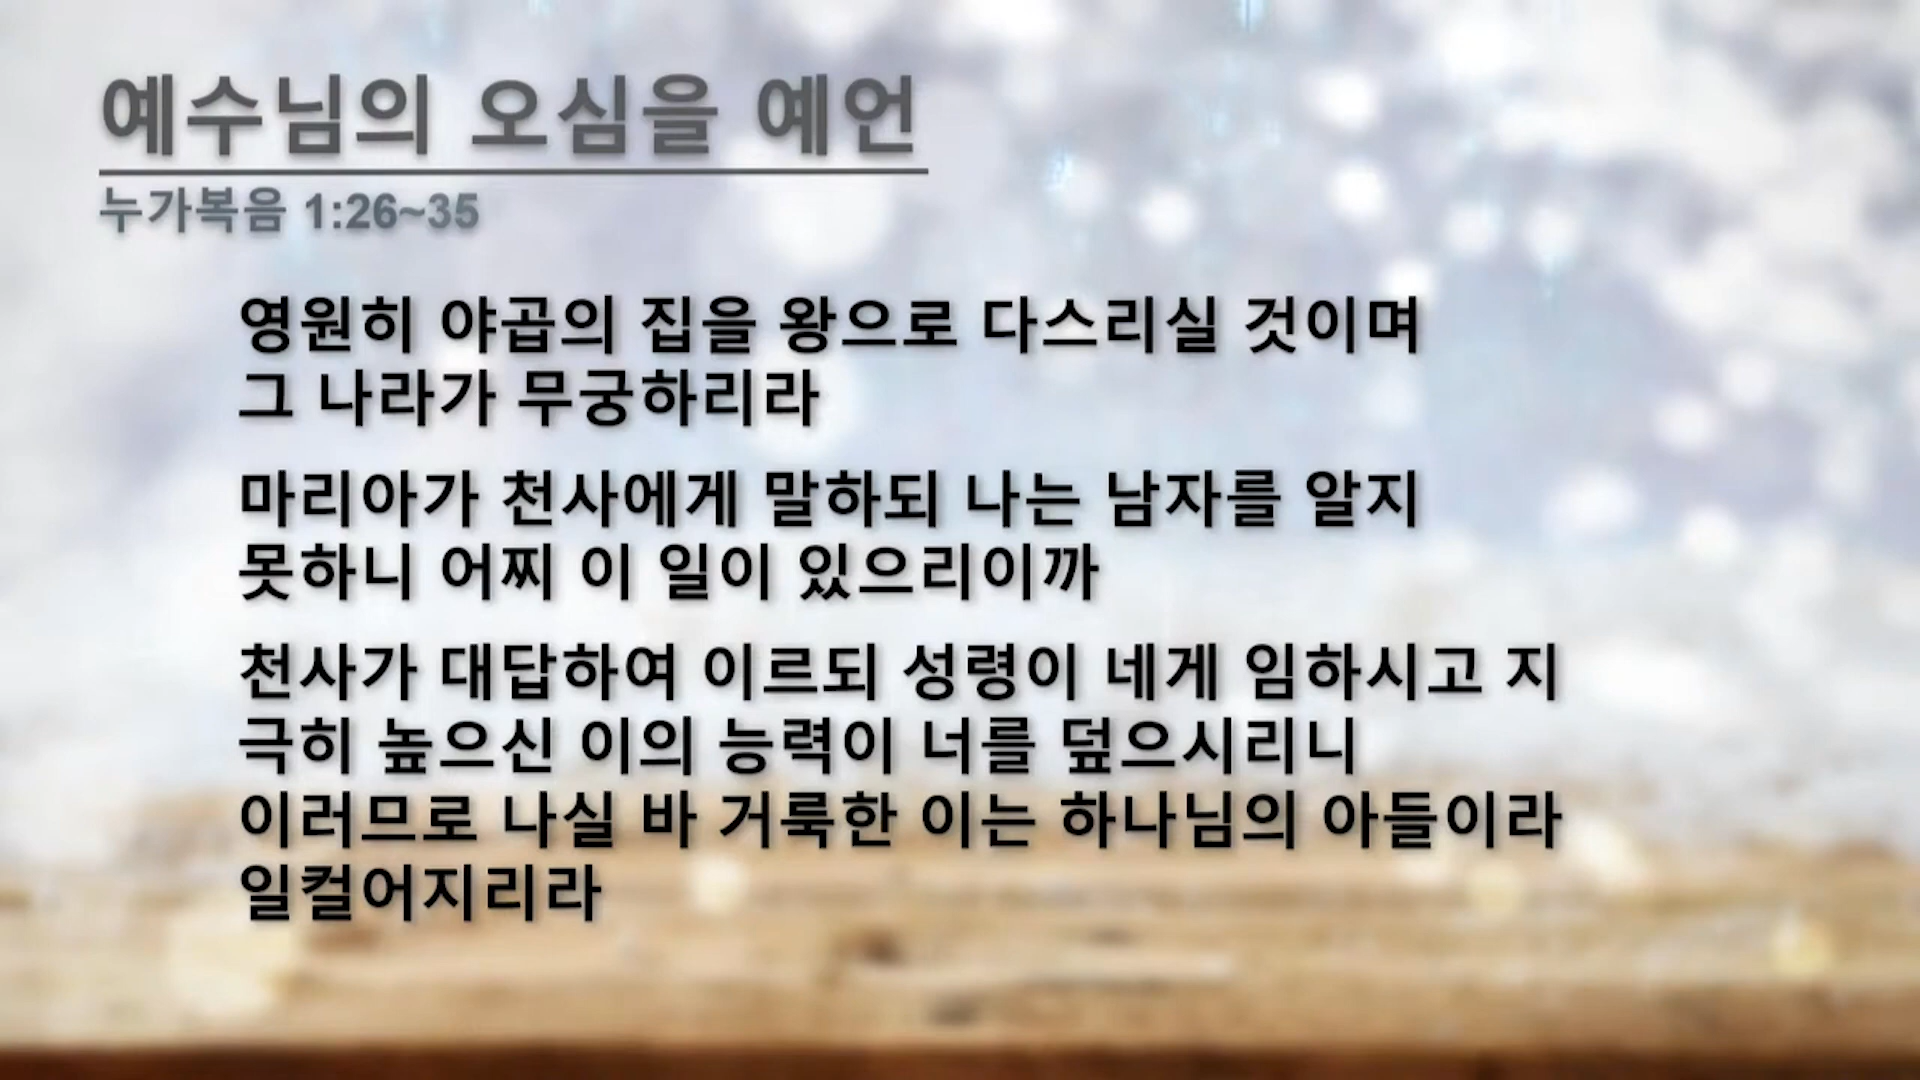 예수님의 오심을 예언
누가복음 1:26~35
영원히 야곱의 집을 왕으로 다스리실 것이며
그 나라가 무궁하리라
마리아가 천사에게 말하되 나는 남자를 알지
못하니 어찌 이 일이 있으리이까
천사가 대답하여 이르되 성령이 네게 임하시고 지
극히 높으신 이의 능력이 너를 덮으시리니
이러므로 나실 바 거룩한 이는 하나님의 아들이라
일컬어지리라